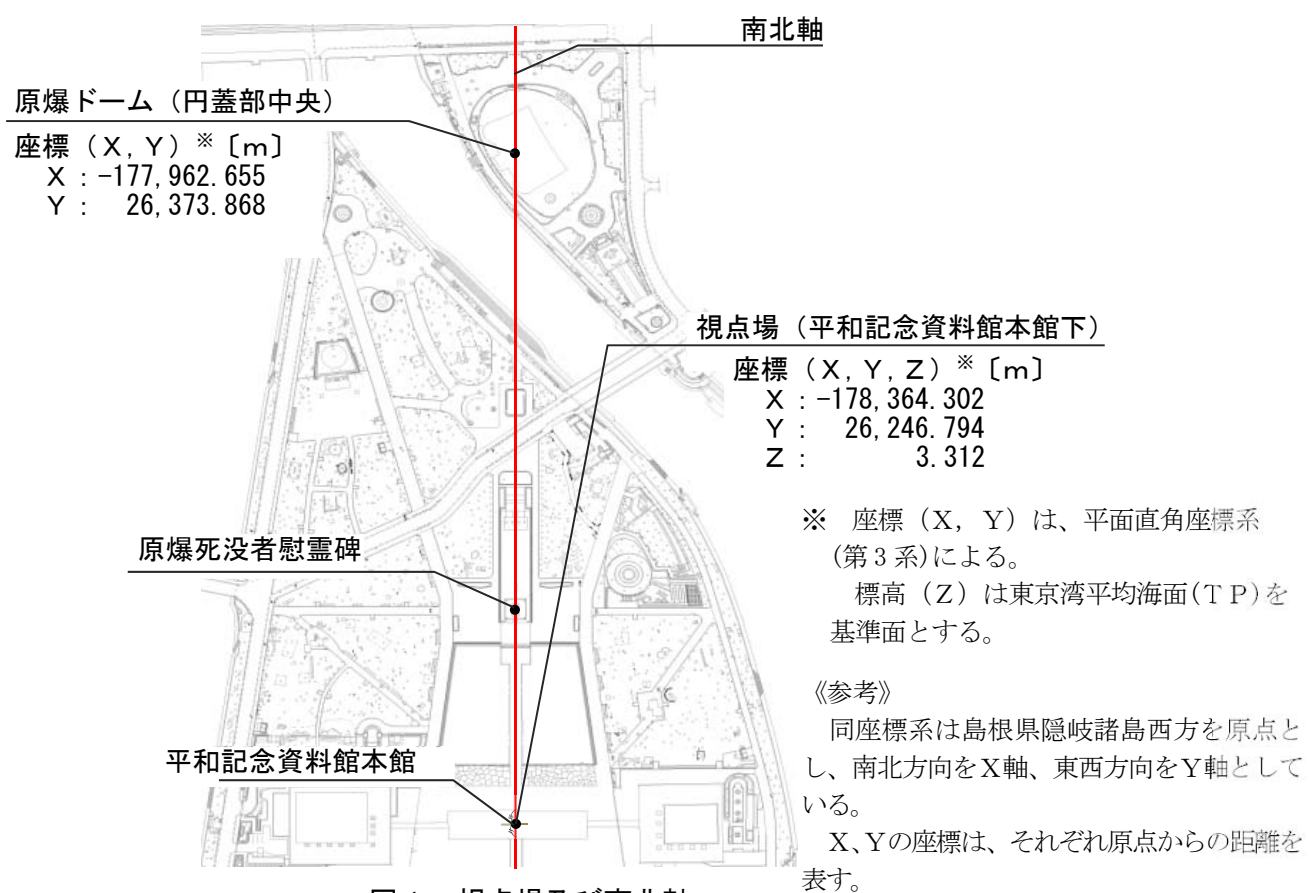 南北軸
原爆ドーム（円蓋部中央）
座標（X，Y）※〔m〕
X：-177,962.655
Y： 26,373.868
視点場（平和記念資料館本館下）
座標（X，Y，Z）※〔m〕
X：-178,364.302
Y： 26,246.794
Z： 3.312
※　座標（X，Y）は、平面直角座標系
(第３系)による。
標高（Z）は東京湾平均海面(ＴＰ)を
基準面とする。
原爆死没者慰霊碑
《参考》
同座標系は島根県隠岐諸島西方を原点と
し、南北方向をX軸、東西方向をY軸として
いる。
X、Yの座標は、それぞれ原点からの距離を
表す。
平和記念資料館本館